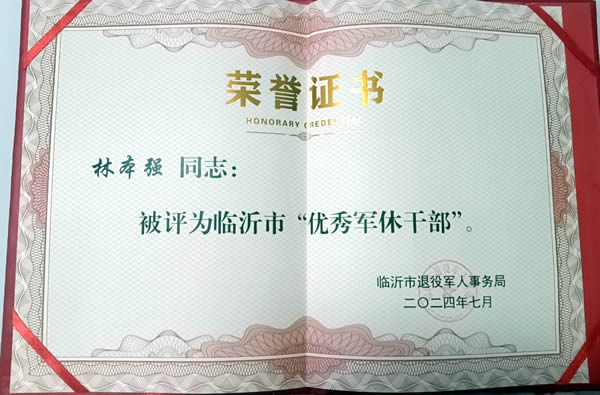 荣誉证书
HONORARY CREDENTIAL
林本强 同志：
被评为临沂市“优秀军休干部”。
临沂市退役军人事务局
二〇二四年七月